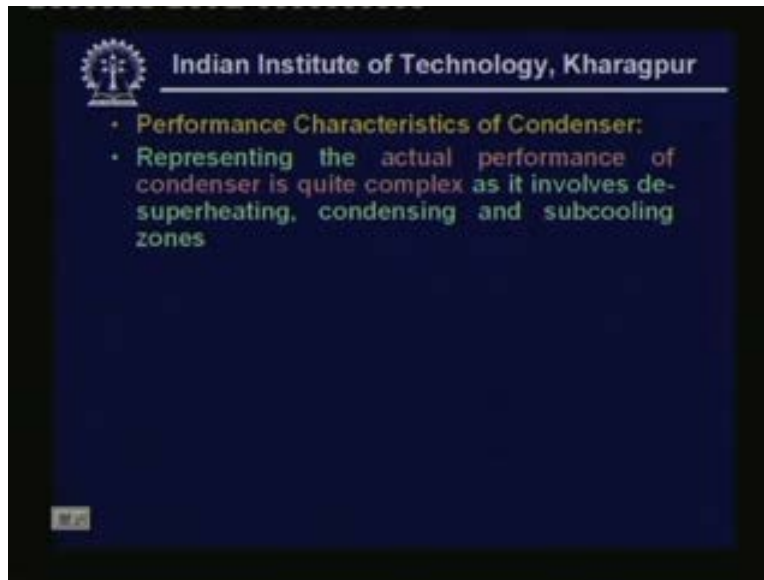 Indian Institute of Technology, Kharagpur
• Performance Characteristics of Condenser:
• Representing the actual performance of
condenser is quite complex as it involves de-
superheating, condensing and subcooling
zones